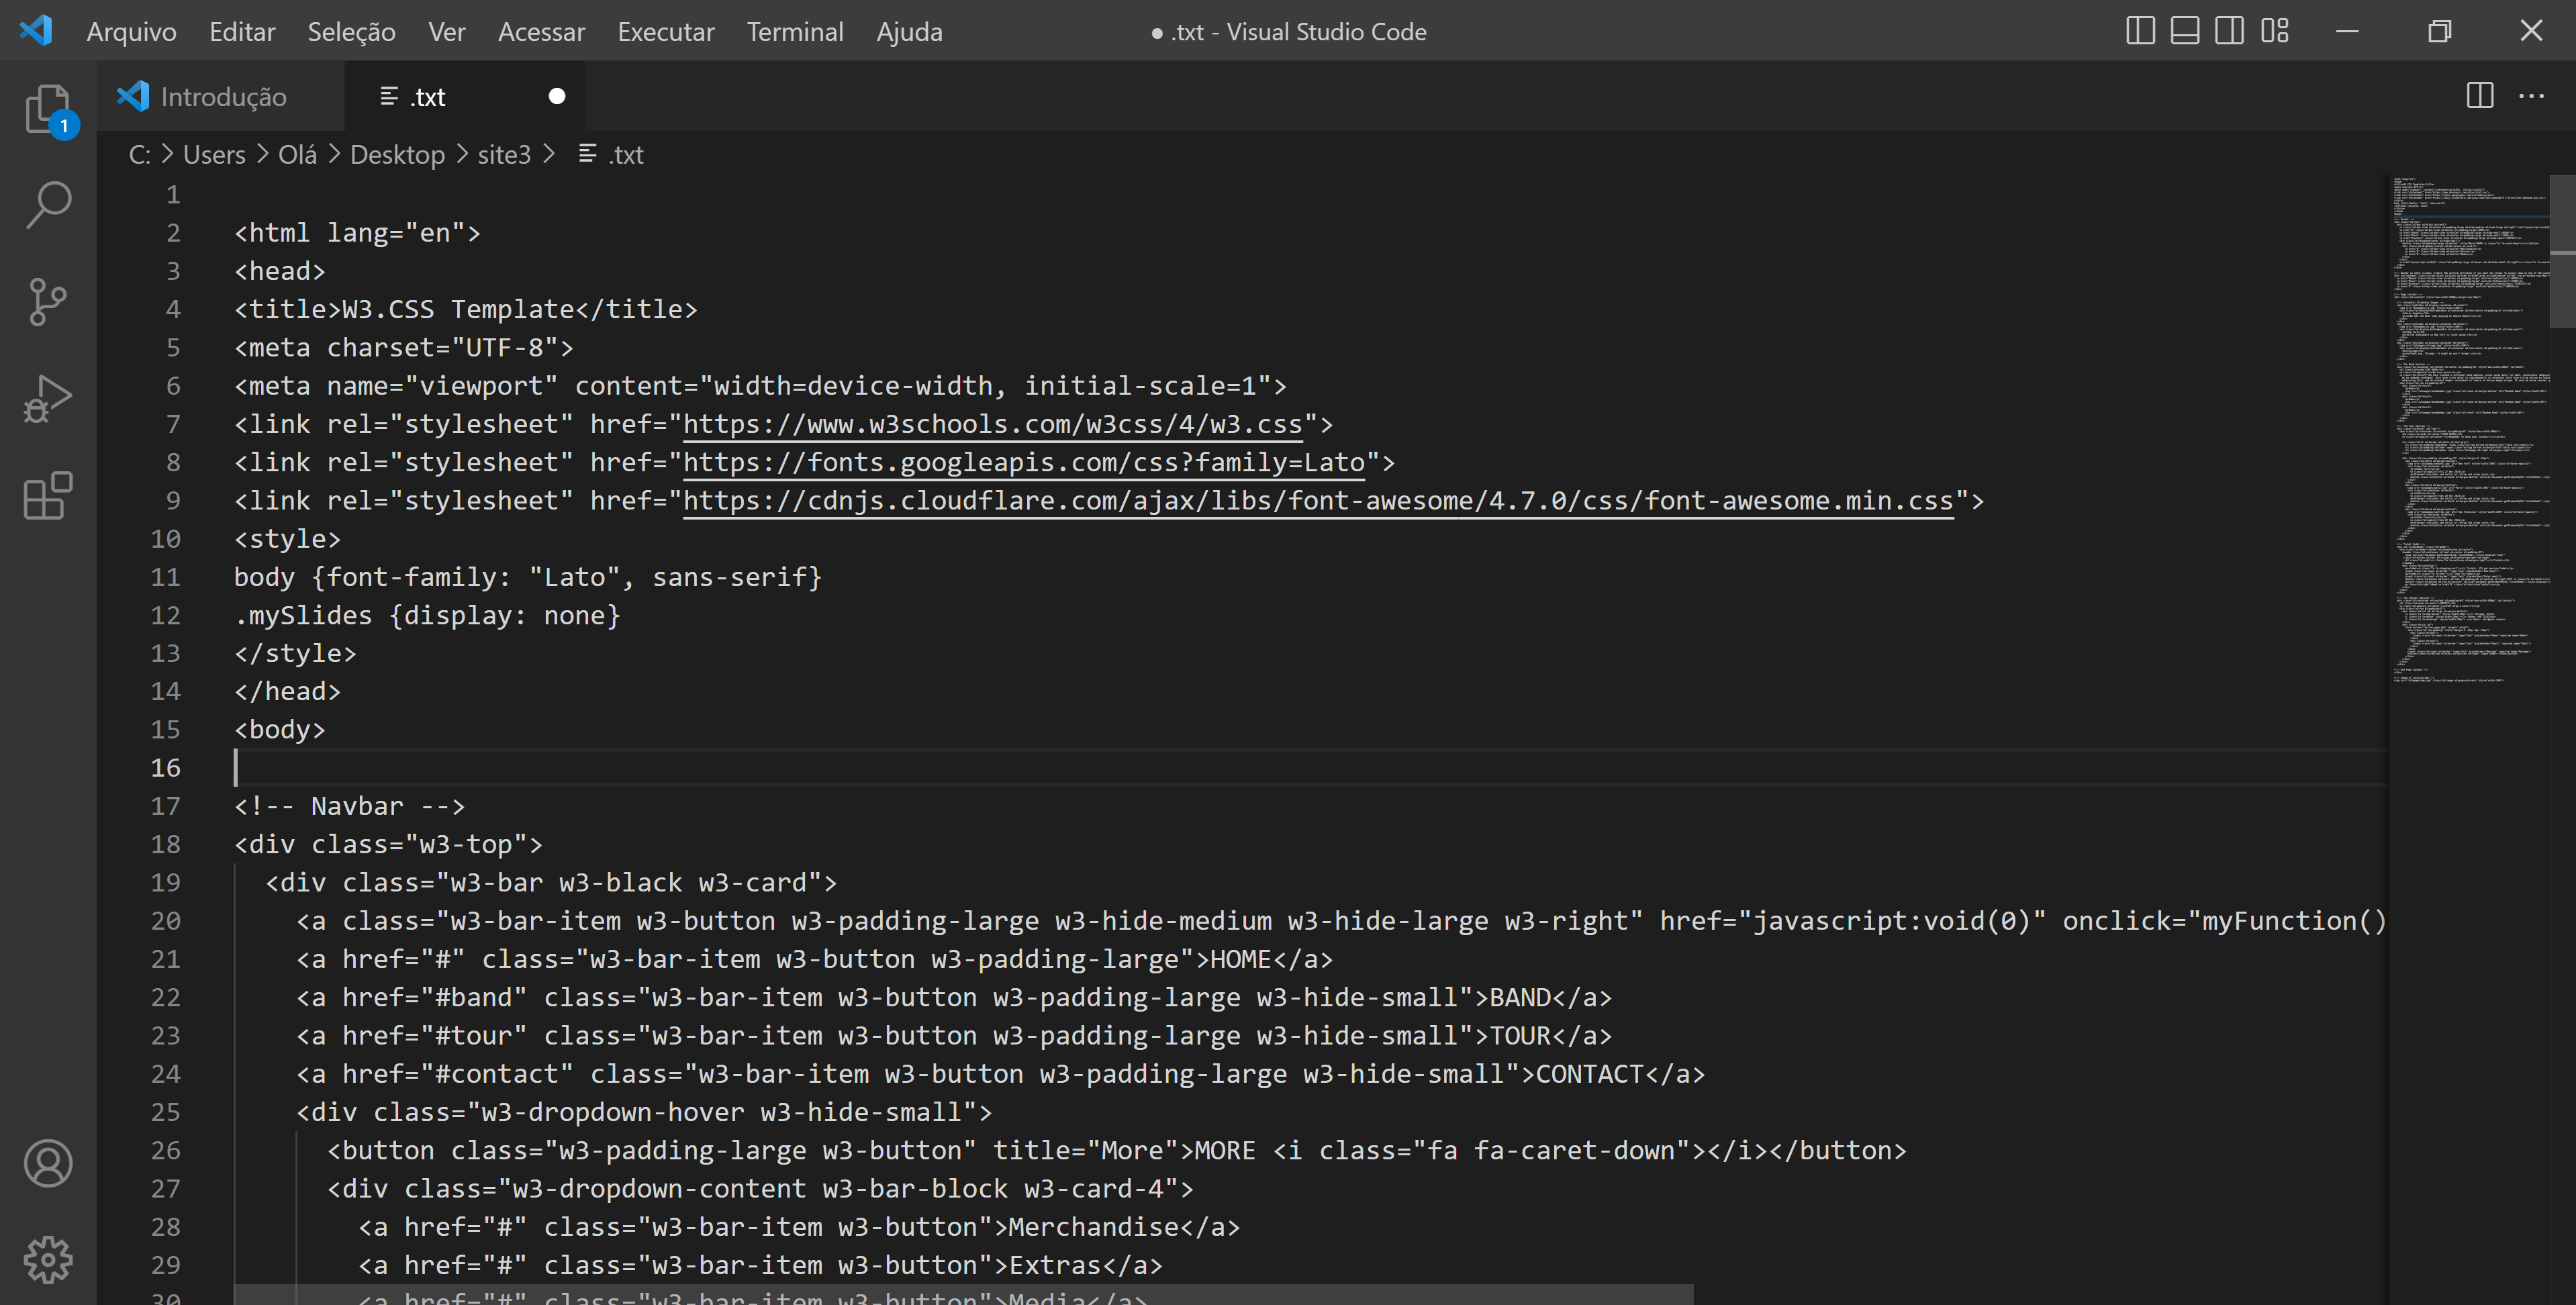 Arquivo Editar Seleção Ver Acessar Executar Terminal Ajuda
● .txt - Visual Studio Code
Introdução
.txt
1
C: > Users > Olá > Desktop > site3 > .txt
1
2 <html lang="en">
3 <head>
4 <title>W3.CSS Template</title>
5 <meta charset="UTF-8">
6 <meta name="viewport" content="width=device-width, initial-scale=1">
7 <link rel="stylesheet" href="https://www.w3schools.com/w3css/4/w3.css">
8 <link rel="stylesheet" href="https://fonts.googleapis.com/css?family=Lato">
9 <link rel="stylesheet" href="https://cdnjs.cloudflare.com/ajax/libs/font-awesome/4.7.0/css/font-awesome.min.css">
10 <style>
11 body {font-family: "Lato", sans-serif}
12 .mySlides {display: none}
13 </style>
14 </head>
15 <body>
16
17 <!-- Navbar -->
18 <div class="w3-top">
19 <div class="w3-bar w3-black w3-card">
20 <a class="w3-bar-item w3-button w3-padding-large w3-hide-medium w3-hide-large w3-right" href="javascript:void(0)" onclick="myFunction()
21 <a href="#" class="w3-bar-item w3-button w3-padding-large">HOME</a>
22 <a href="#band" class="w3-bar-item w3-button w3-padding-large w3-hide-small">BAND</a>
23 <a href="#tour" class="w3-bar-item w3-button w3-padding-large w3-hide-small">TOUR</a>
24 <a href="#contact" class="w3-bar-item w3-button w3-padding-large w3-hide-small">CONTACT</a>
25 <div class="w3-dropdown-hover w3-hide-small">
26 <button class="w3-padding-large w3-button" title="More">MORE <i class="fa fa-caret-down"></i></button>
27 <div class="w3-dropdown-content w3-bar-block w3-card-4">
28 <a href="#" class="w3-bar-item w3-button">Merchandise</a>
29 <a href="#" class="w3-bar-item w3-button">Extras</a>
30 <a href="#" class="w3-bar-item w3-button">Media</a>